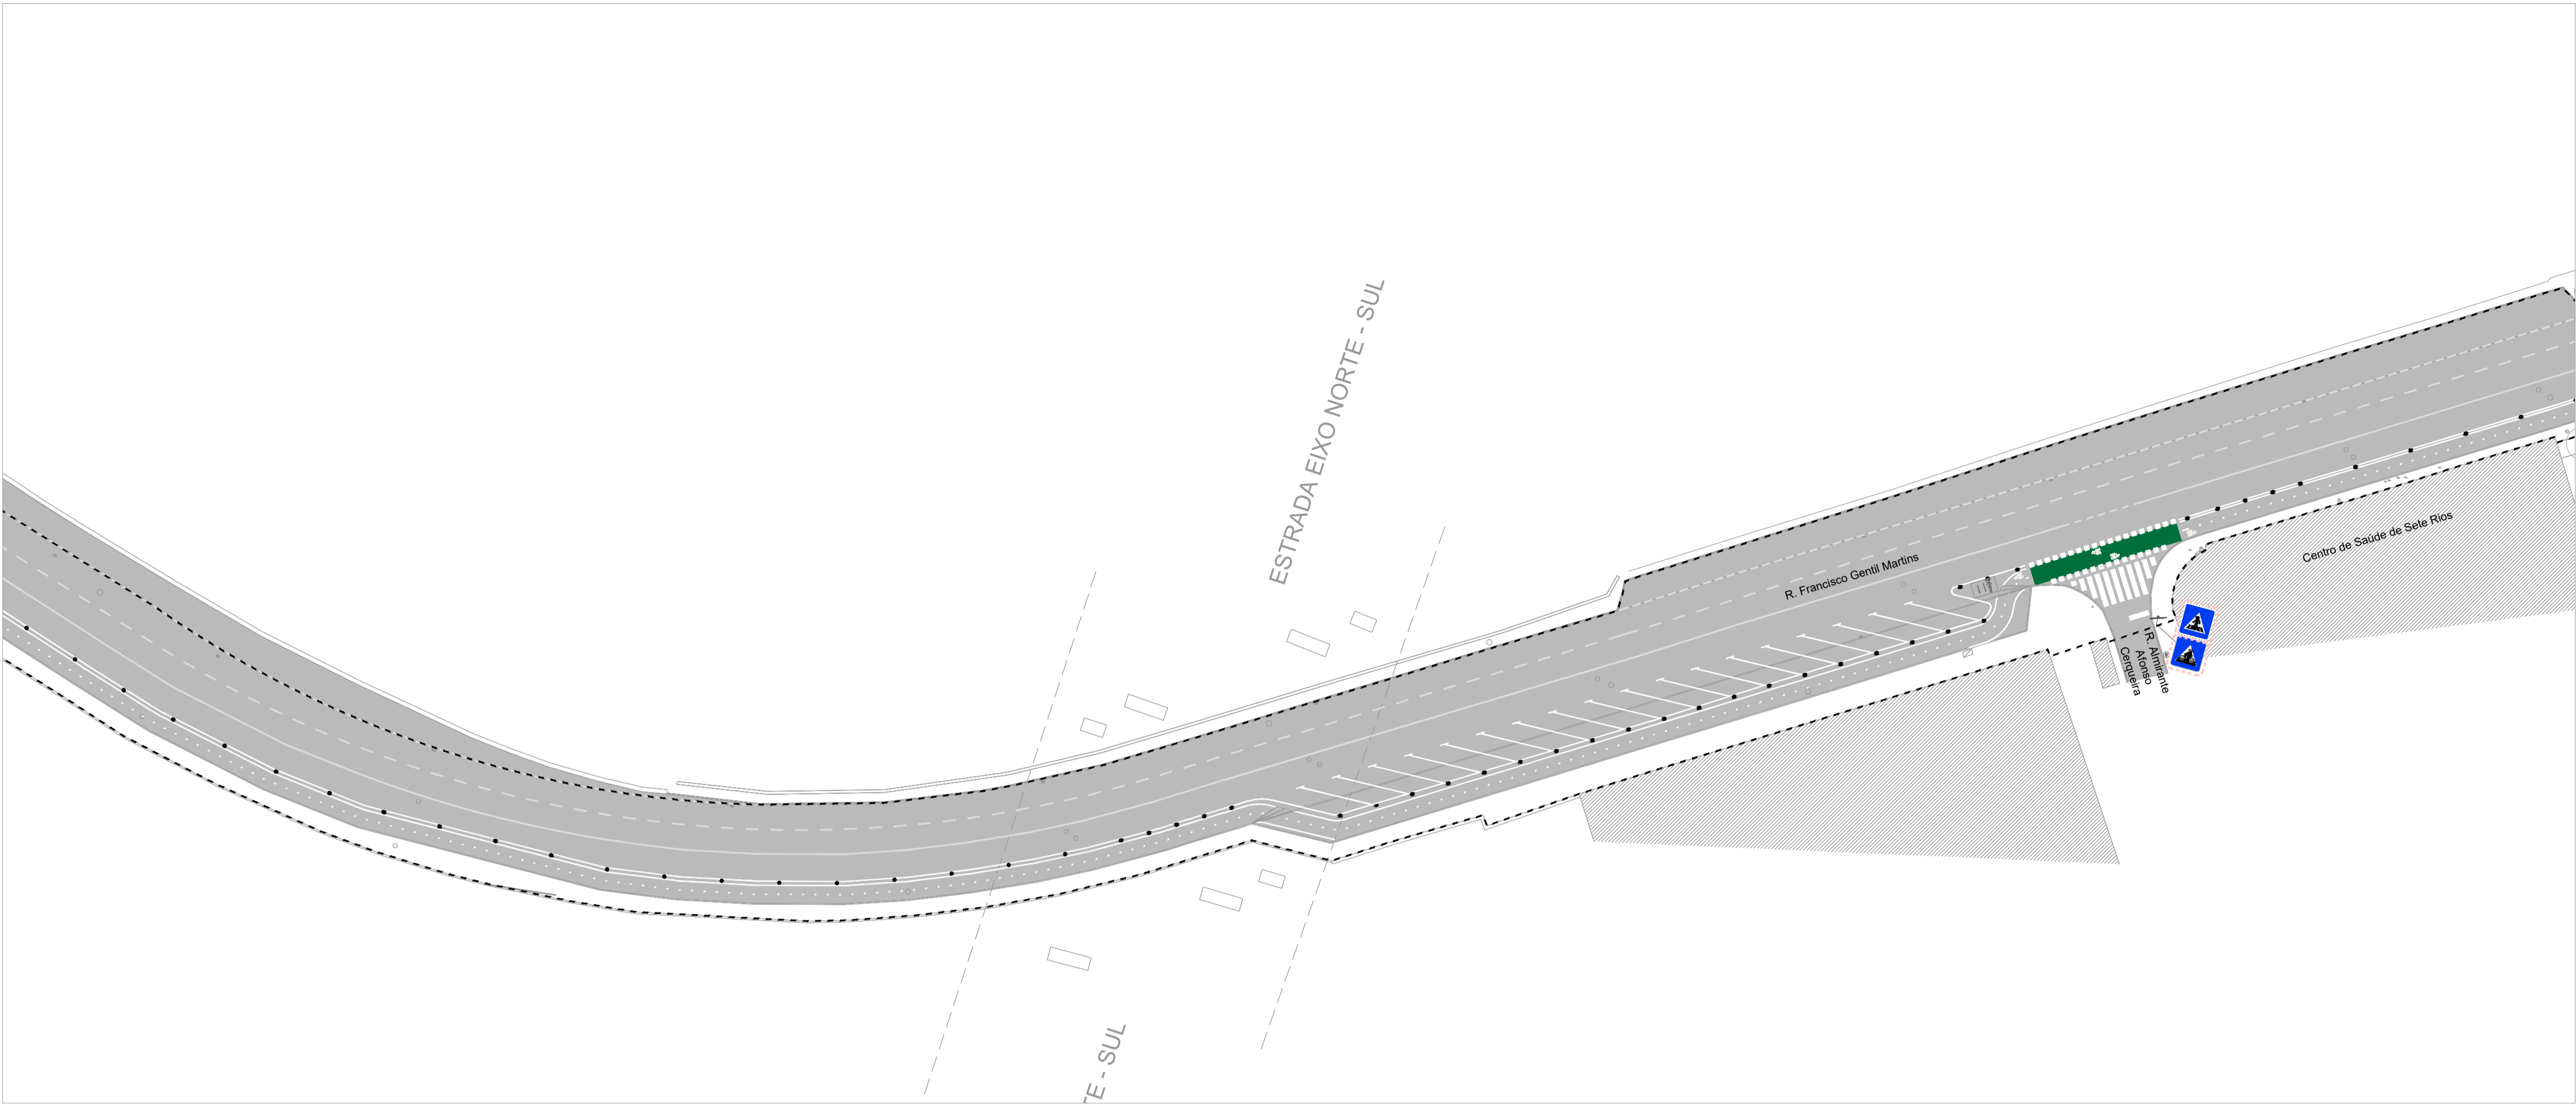 ESTRADA EIXO NORTE - SUL
R. Francisco Gentil Martins
Centro de Saúde de Sete Rios
R. Almirante
Afonso
Cerqueira
TE - SUL